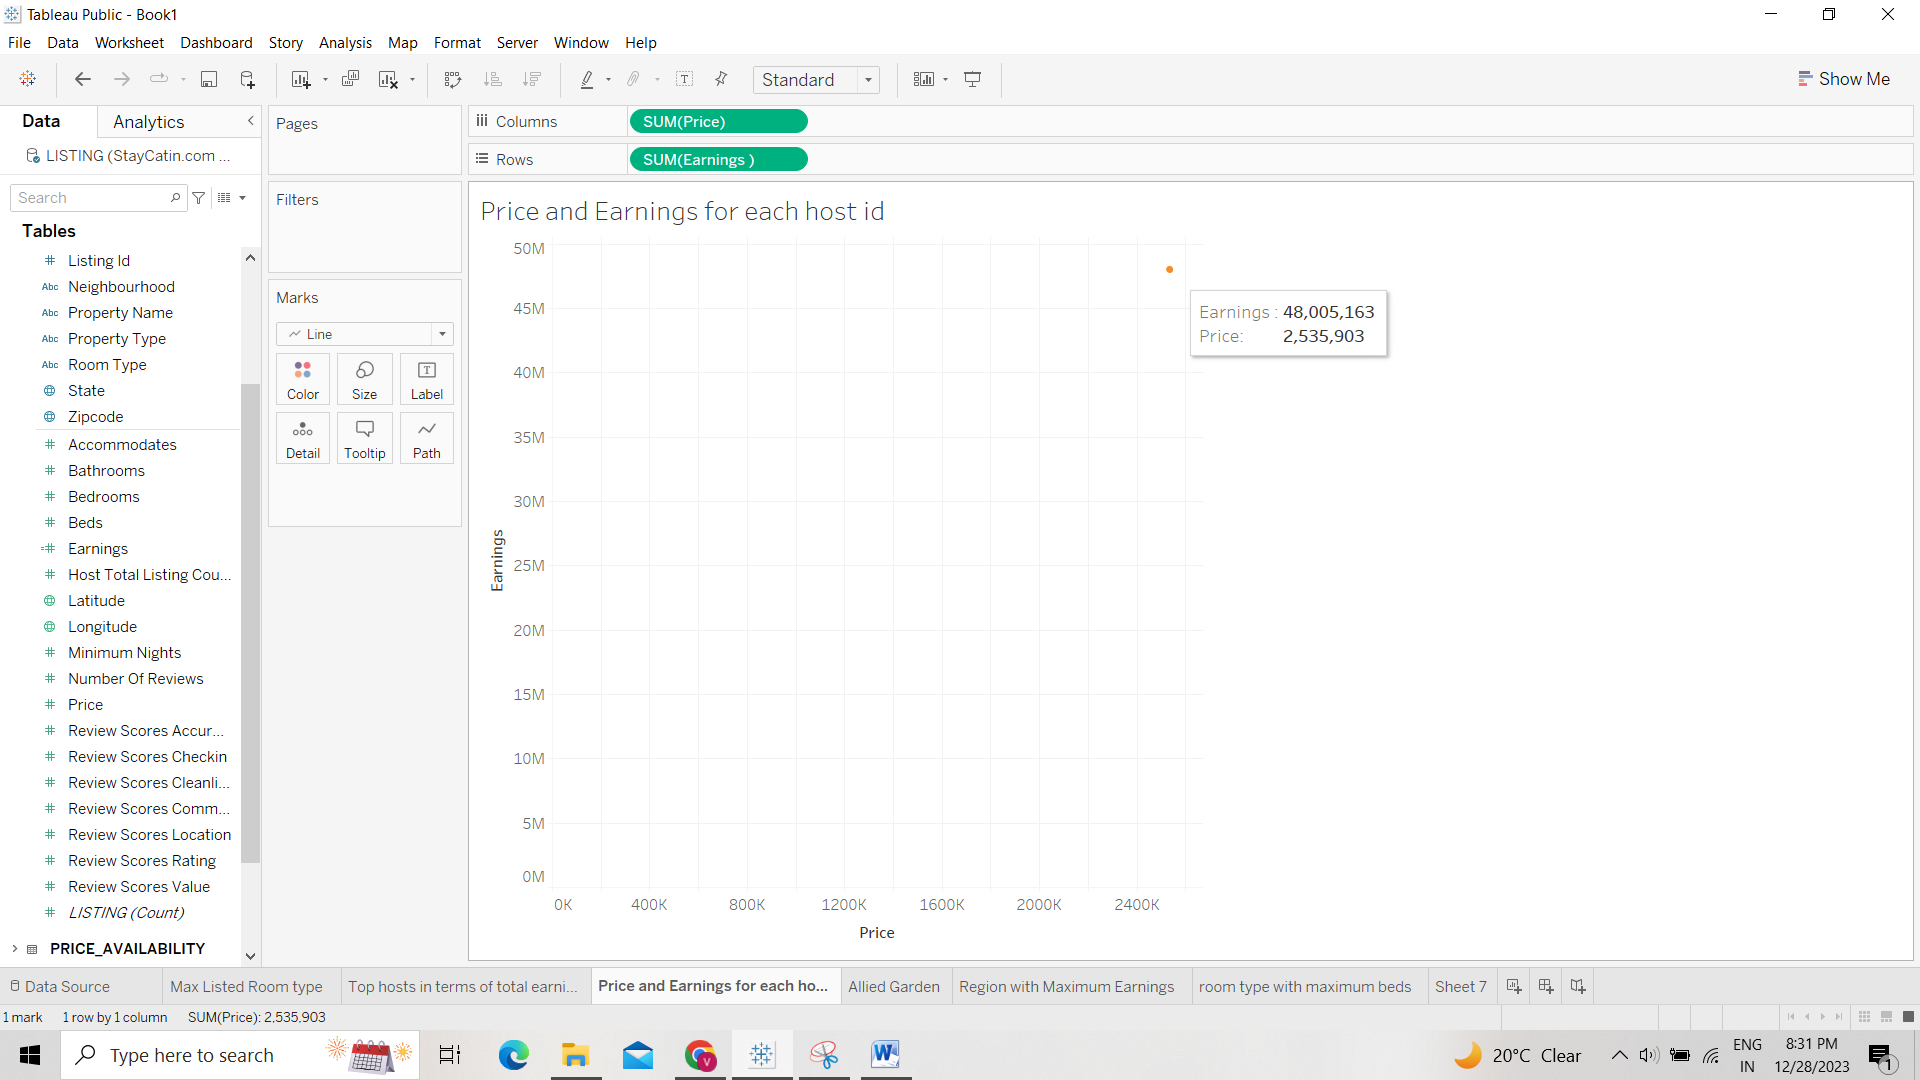 Tableau Public - Book1
File Data Worksheet Dashboard Story Analysis Map Format Server Window Help
Standard
Show Me
Data Analytics
LISTING (StayCatin.com ...
Search
Tables
Listing Id
Abc Neighbourhood
Abc Property Name
Abc Property Type
Abc Room Type
State
Zipcode
Accommodates
Bathrooms
Bedrooms
Beds
Earnings
Host Total Listing Cou...
Latitude
Longitude
Minimum Nights
Number Of Reviews
Price
Review Scores Accur...
Review Scores Checkin
Review Scores Cleanli...
Review Scores Comm...
Review Scores Location
Review Scores Rating
Review Scores Value
LISTING (Count)
PRICE_AVAILABILITY
Pages
Filters
Marks
Line
Color Size Label
Detail Tooltip Path
Columns SUM(Price)
Rows SUM(Earnings )
Price and Earnings for each host id
50M
45M
40M
35M
30M
25M
20M
15M
10M
5M
0M
Earnings
0K 400K 800K 1200K 1600K 2000K 2400K
Price
Earnings : 48,005,163
Price: 2,535,903
Data Source Max Listed Room type Top hosts in terms of total earni... Price and Earnings for each ho... Allied Garden Region with Maximum Earnings room type with maximum beds Sheet 7
1 mark 1 row by 1 column SUM(Price): 2,535,903
Type here to search
20°C Clear
ENG
IN
8:31 PM
12/28/2023
1